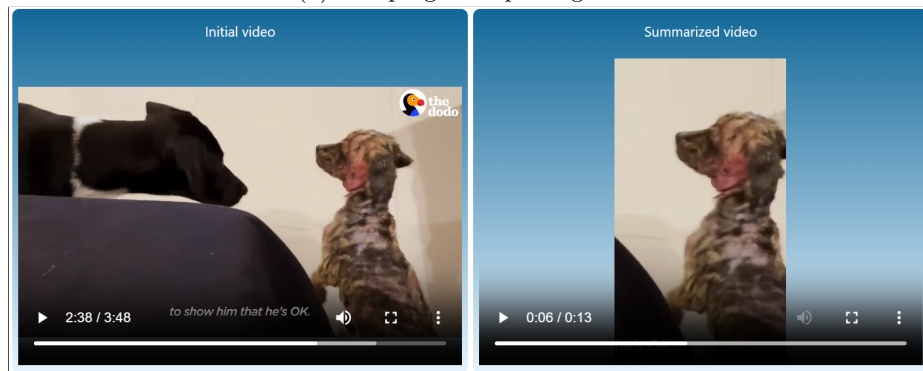 Initial video
the
dodo
to show him that he's OK.
2:38 / 3:48
Summarized video
0:06 / 0:13